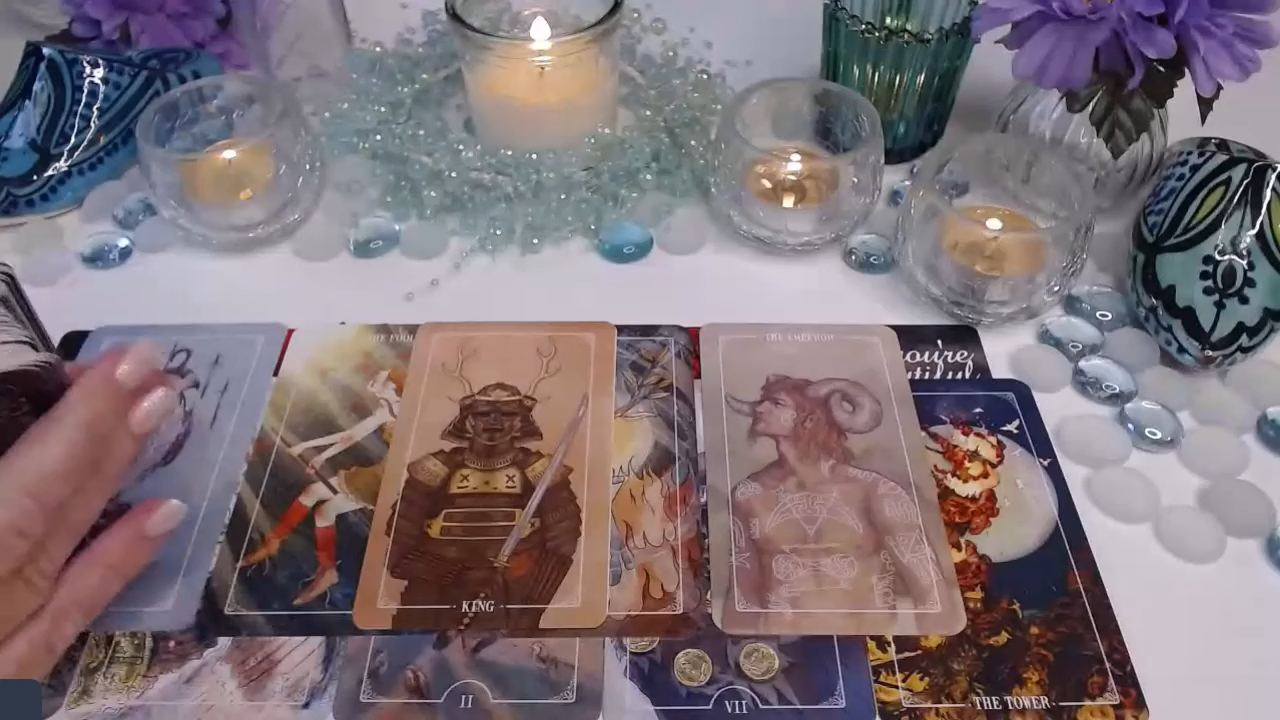 THE FOOL
THE EMPEROR
you're
KING
II
VII
THE TOWER